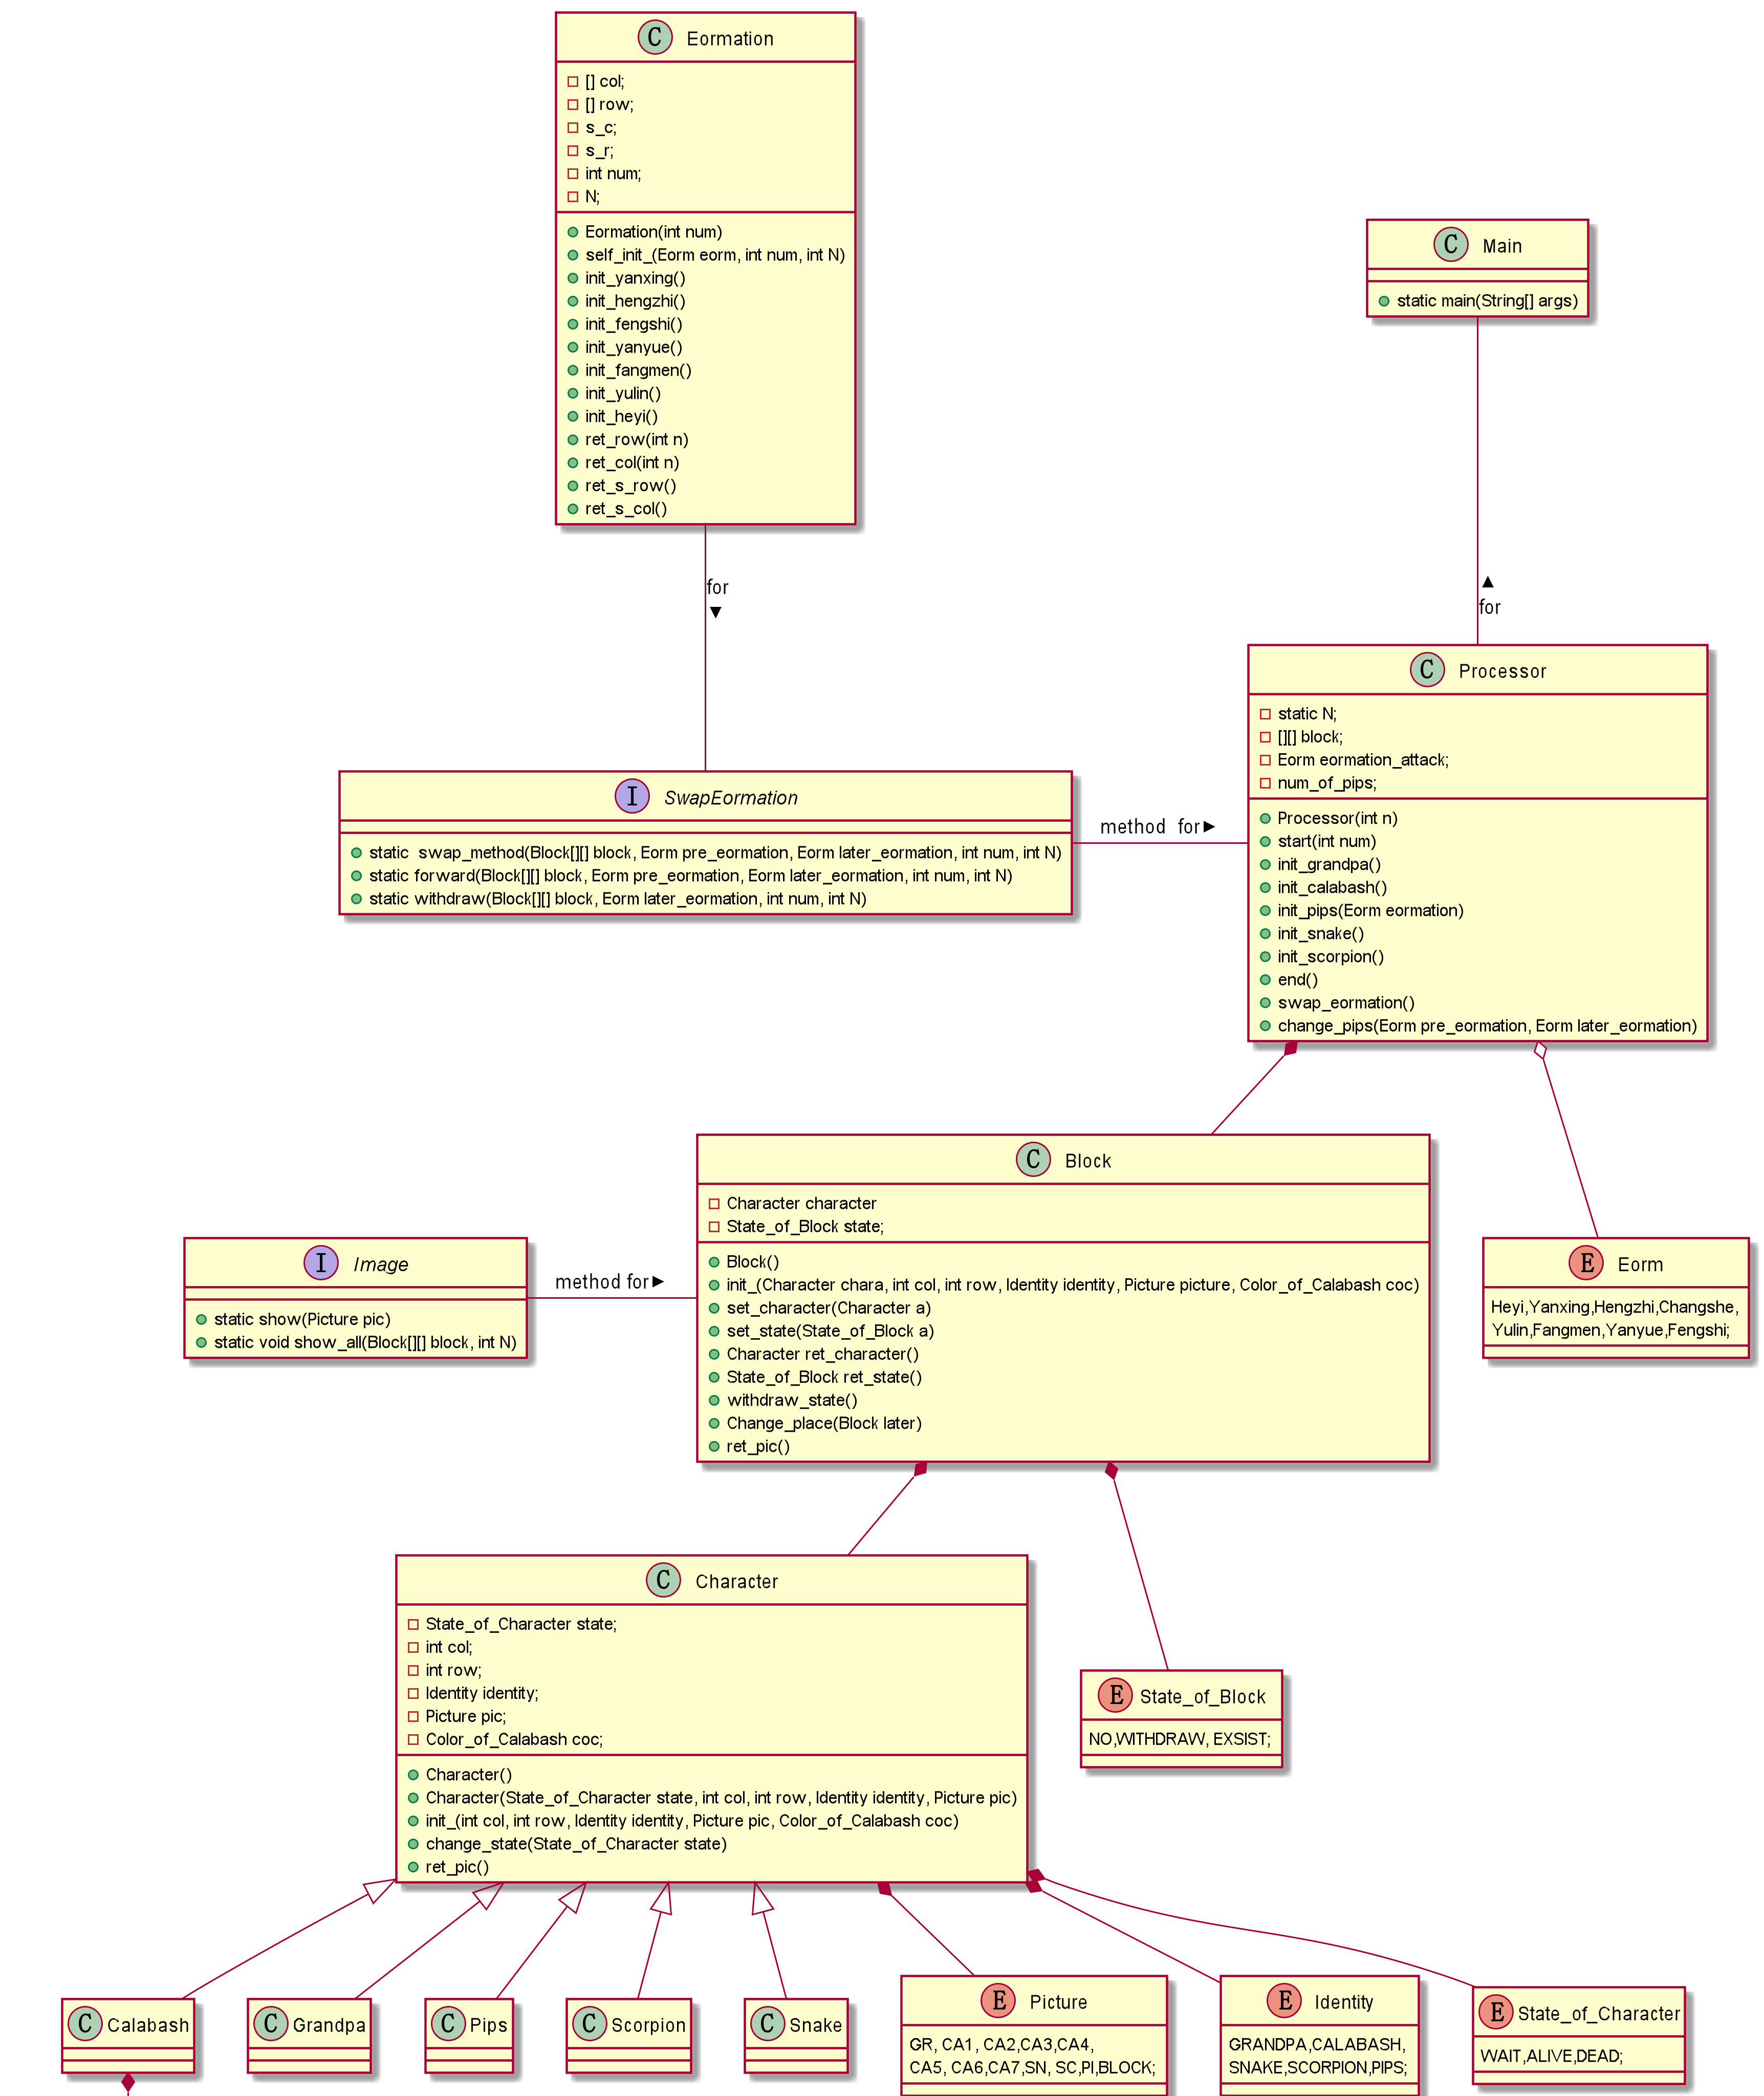 C Eormation
[] col;
[] row;
s_c;
s_r;
int num;
N;
Eormation(int num)
self_init_(Eorm eorm, int num, int N)
init_yanxing()
init_hengzhi()
init_fengshi()
init_yanyue()
init_fangmen()
init_yulin()
init_heyi()
ret_row(int n)
ret_col(int n)
ret_s_row()
ret_s_col()
C Main
static main(String[] args)
for
for
C Processor
static N;
[][] block;
Eorm eormation_attack;
num_of_pips;
Processor(int n)
start(int num)
init_grandpa()
init_calabash()
init_pips(Eorm eormation)
init_snake()
init_scorpion()
end()
swap_eormation()
change_pips(Eorm pre_eormation, Eorm later_eormation)
I SwapEormation
static swap_method(Block[][] block, Eorm pre_eormation, Eorm later_eormation, int num, int N)
static forward(Block[][] block, Eorm pre_eormation, Eorm later_eormation, int num, int N)
static withdraw(Block[][] block, Eorm later_eormation, int num, int N)
method for
C Block
Character character
State_of_Block state;
Block()
init_(Character chara, int col, int row, Identity identity, Picture picture, Color_of_Calabash coc)
set_character(Character a)
set_state(State_of_Block a)
Character ret_character()
State_of_Block ret_state()
withdraw_state()
Change_place(Block later)
ret_pic()
I Image
static show(Picture pic)
static void show_all(Block[][] block, int N)
method for
E Eorm
Heyi,Yanxing,Hengzhi,Changshe,
Yulin,Fangmen,Yanyue,Fengshi;
C Character
State_of_Character state;
int col;
int row;
Identity identity;
Picture pic;
Color_of_Calabash coc;
Character()
Character(State_of_Character state, int col, int row, Identity identity, Picture pic)
init_(int col, int row, Identity identity, Picture pic, Color_of_Calabash coc)
change_state(State_of_Character state)
ret_pic()
E State_of_Block
NO,WITHDRAW, EXSIST;
C Calabash
C Grandpa
C Pips
C Scorpion
C Snake
E Picture
GR, CA1, CA2,CA3,CA4,
CA5, CA6,CA7,SN, SC,PI,BLOCK;
E Identity
GRANDPA,CALABASH,
SNAKE,SCORPION,PIPS;
E State_of_Character
WAIT,ALIVE,DEAD;